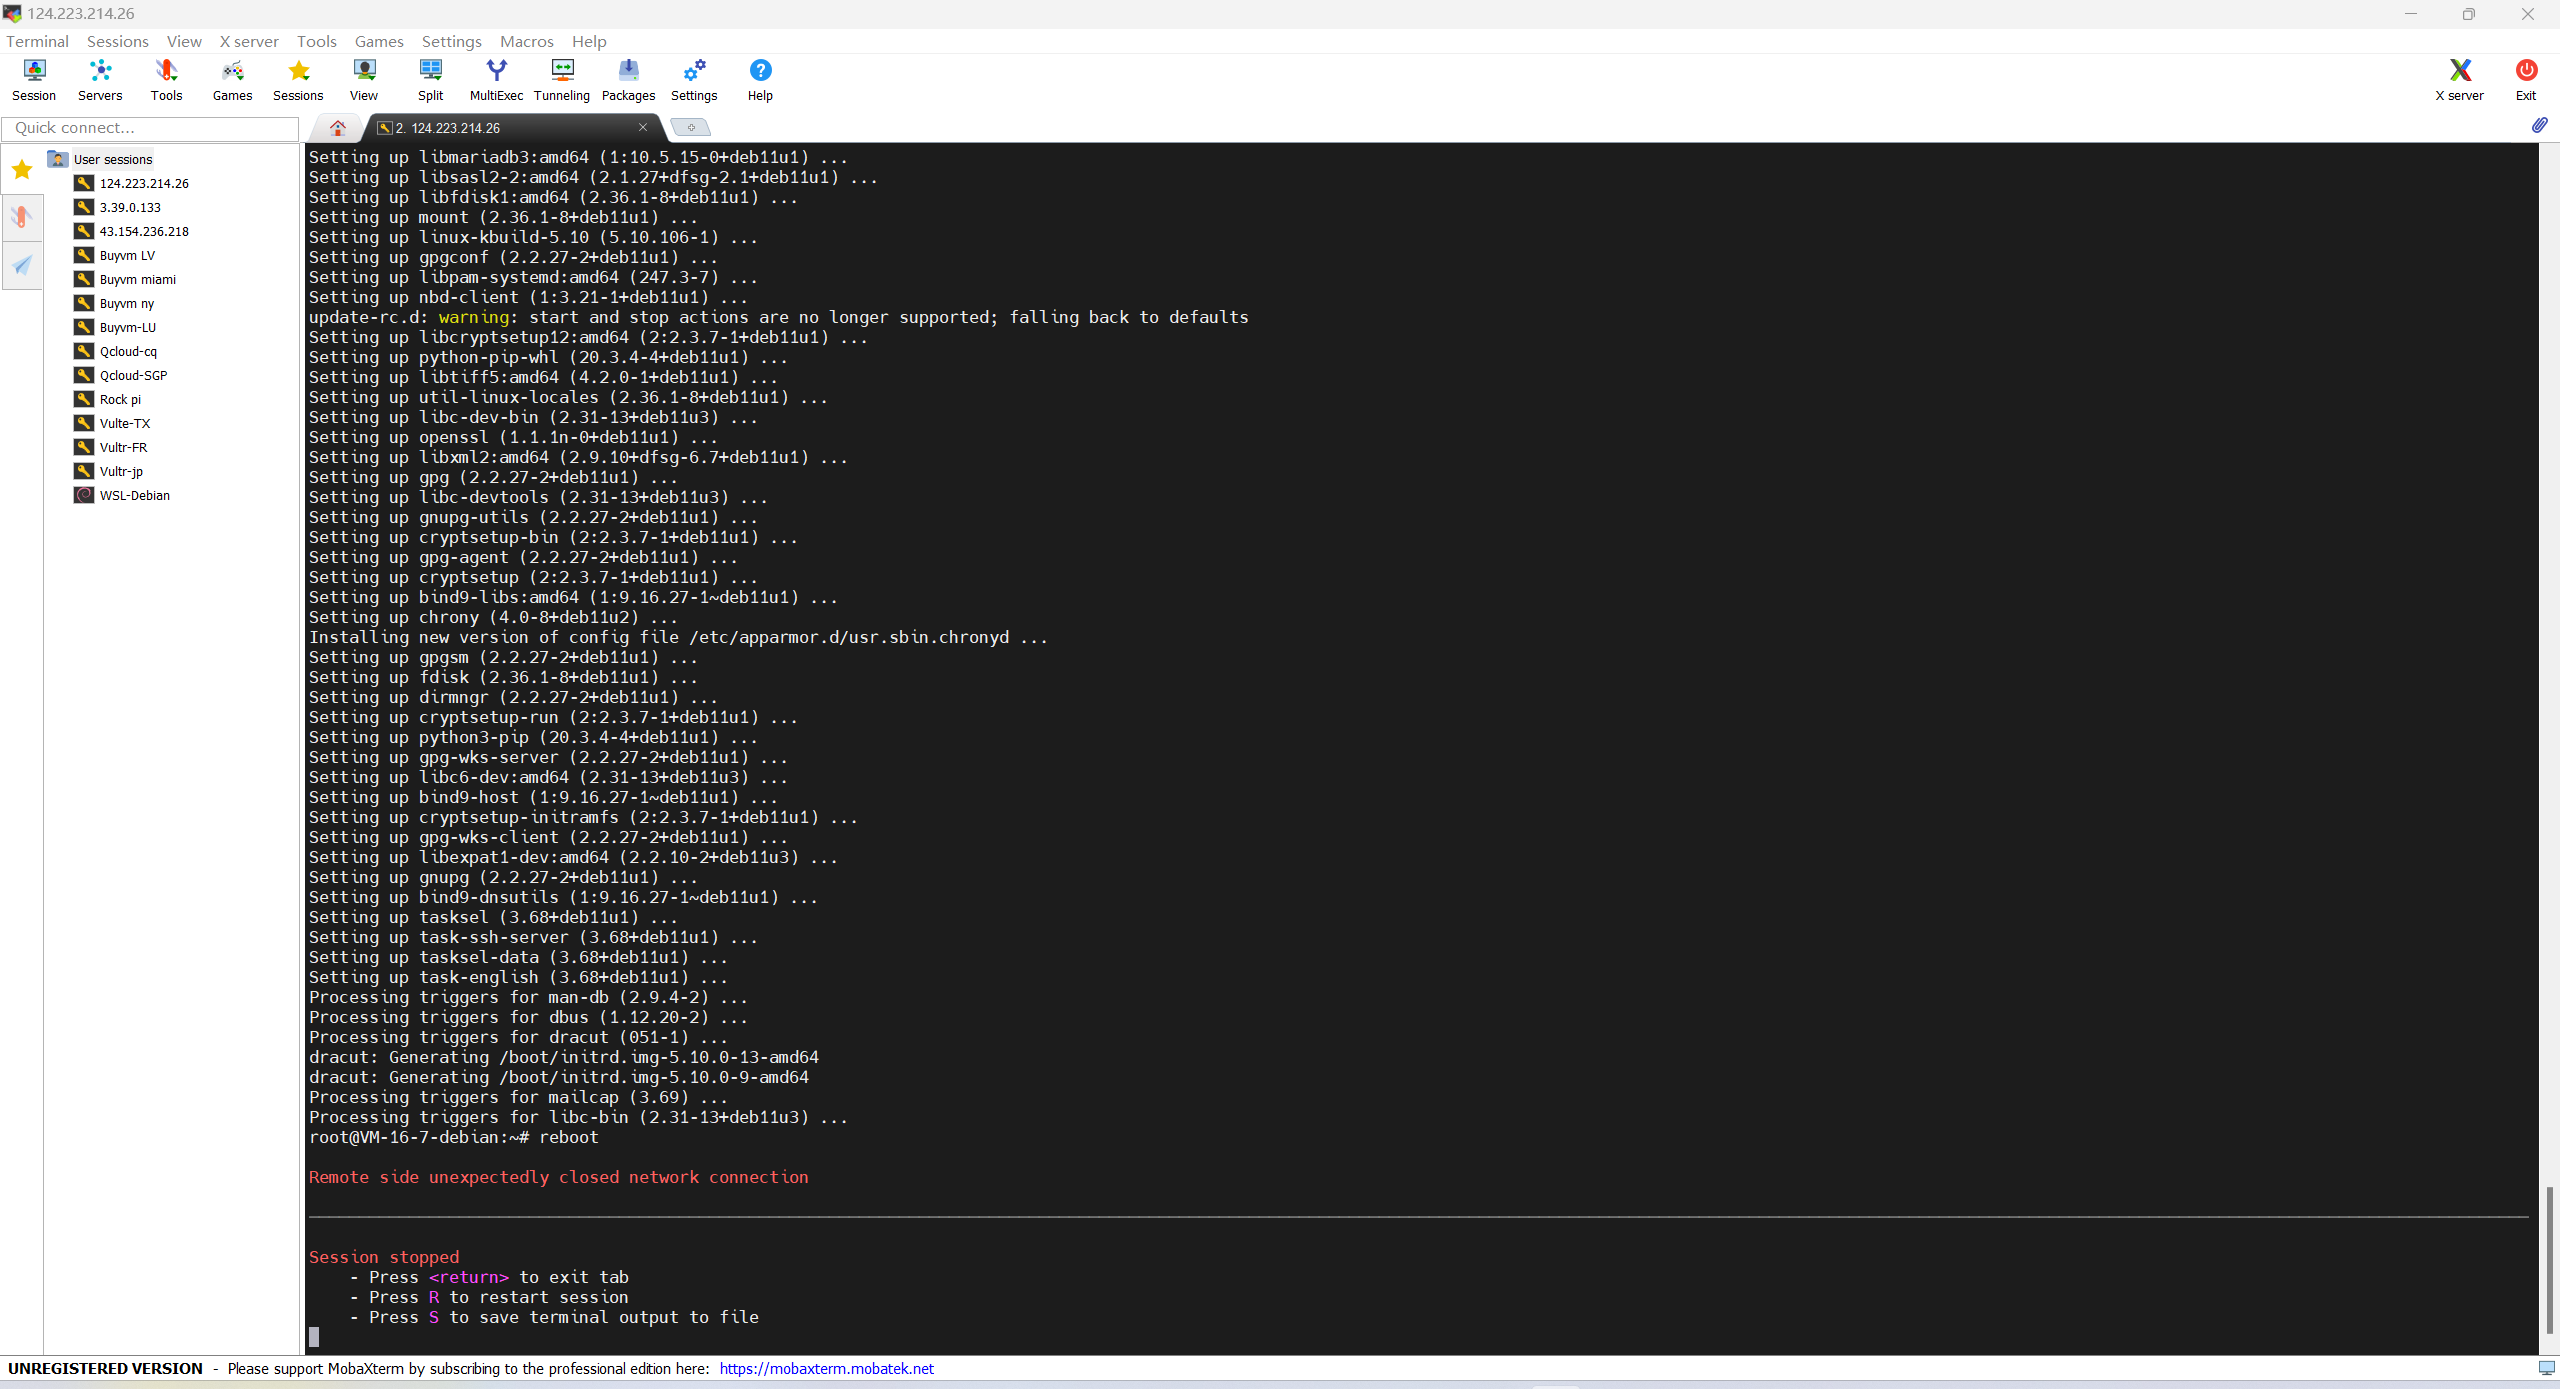 124.223.214.26
Terminal Sessions View X server Tools Games Settings Macros Help
Session Servers Tools Games Sessions View Split MultiExec Tunneling Packages Settings Help X server Exit
Quick connect...
2. 124.223.214.26
User sessions
124.223.214.26
3.39.0.133
43.154.236.218
Buyvm LV
Buyvm miami
Buyvm ny
Buyvm-LU
Qcloud-cq
Qcloud-SGP
Rock pi
Vulte-TX
Vultr-FR
Vultr-jp
WSL-Debian
Setting up libmariadb3:amd64 (1:10.5.15-0+deb11u1) ...
Setting up libsasl2-2:amd64 (2.1.27+dfsg-2.1+deb11u1) ...
Setting up libfdisk1:amd64 (2.36.1-8+deb11u1) ...
Setting up mount (2.36.1-8+deb11u1) ...
Setting up linux-kbuild-5.10 (5.10.106-1) ...
Setting up gpgconf (2.2.27-2+deb11u1) ...
Setting up libpam-systemd:amd64 (247.3-7) ...
Setting up nbd-client (1:3.21-1+deb11u1) ...
update-rc.d: warning: start and stop actions are no longer supported; falling back to defaults
Setting up libcryptsetup12:amd64 (2:2.3.7-1+deb11u1) ...
Setting up python-pip-whl (20.3.4-4+deb11u1) ...
Setting up libtiff5:amd64 (4.2.0-1+deb11u1) ...
Setting up util-linux-locales (2.36.1-8+deb11u1) ...
Setting up libc-dev-bin (2.31-13+deb11u3) ...
Setting up openssl (1.1.1n-0+deb11u1) ...
Setting up libxml2:amd64 (2.9.10+dfsg-6.7+deb11u1) ...
Setting up gpg (2.2.27-2+deb11u1) ...
Setting up libc-devtools (2.31-13+deb11u3) ...
Setting up gnupg-utils (2.2.27-2+deb11u1) ...
Setting up cryptsetup-bin (2:2.3.7-1+deb11u1) ...
Setting up gpg-agent (2.2.27-2+deb11u1) ...
Setting up cryptsetup (2:2.3.7-1+deb11u1) ...
Setting up bind9-libs:amd64 (1:9.16.27-1~deb11u1) ...
Setting up chrony (4.0-8+deb11u2) ...
Installing new version of config file /etc/apparmor.d/usr.sbin.chronyd ...
Setting up gpgsm (2.2.27-2+deb11u1) ...
Setting up fdisk (2.36.1-8+deb11u1) ...
Setting up dirmngr (2.2.27-2+deb11u1) ...
Setting up cryptsetup-run (2:2.3.7-1+deb11u1) ...
Setting up python3-pip (20.3.4-4+deb11u1) ...
Setting up gpg-wks-server (2.2.27-2+deb11u1) ...
Setting up libc6-dev:amd64 (2.31-13+deb11u3) ...
Setting up bind9-host (1:9.16.27-1~deb11u1) ...
Setting up cryptsetup-initramfs (2:2.3.7-1+deb11u1) ...
Setting up gpg-wks-client (2.2.27-2+deb11u1) ...
Setting up libexpat1-dev:amd64 (2.2.10-2+deb11u3) ...
Setting up gnupg (2.2.27-2+deb11u1) ...
Setting up bind9-dnsutils (1:9.16.27-1~deb11u1) ...
Setting up tasksel (3.68+deb11u1) ...
Setting up task-ssh-server (3.68+deb11u1) ...
Setting up tasksel-data (3.68+deb11u1) ...
Setting up task-english (3.68+deb11u1) ...
Processing triggers for man-db (2.9.4-2) ...
Processing triggers for dbus (1.12.20-2) ...
Processing triggers for dracut (051-1) ...
dracut: Generating /boot/initrd.img-5.10.0-13-amd64
dracut: Generating /boot/initrd.img-5.10.0-9-amd64
Processing triggers for mailcap (3.69) ...
Processing triggers for libc-bin (2.31-13+deb11u3) ...
root@VM-16-7-debian:~# reboot
Remote side unexpectedly closed network connection
Session stopped
- Press <return> to exit tab
- Press R to restart session
- Press S to save terminal output to file
UNREGISTERED VERSION - Please support MobaXterm by subscribing to the professional edition here: https://mobaxterm.mobatek.net